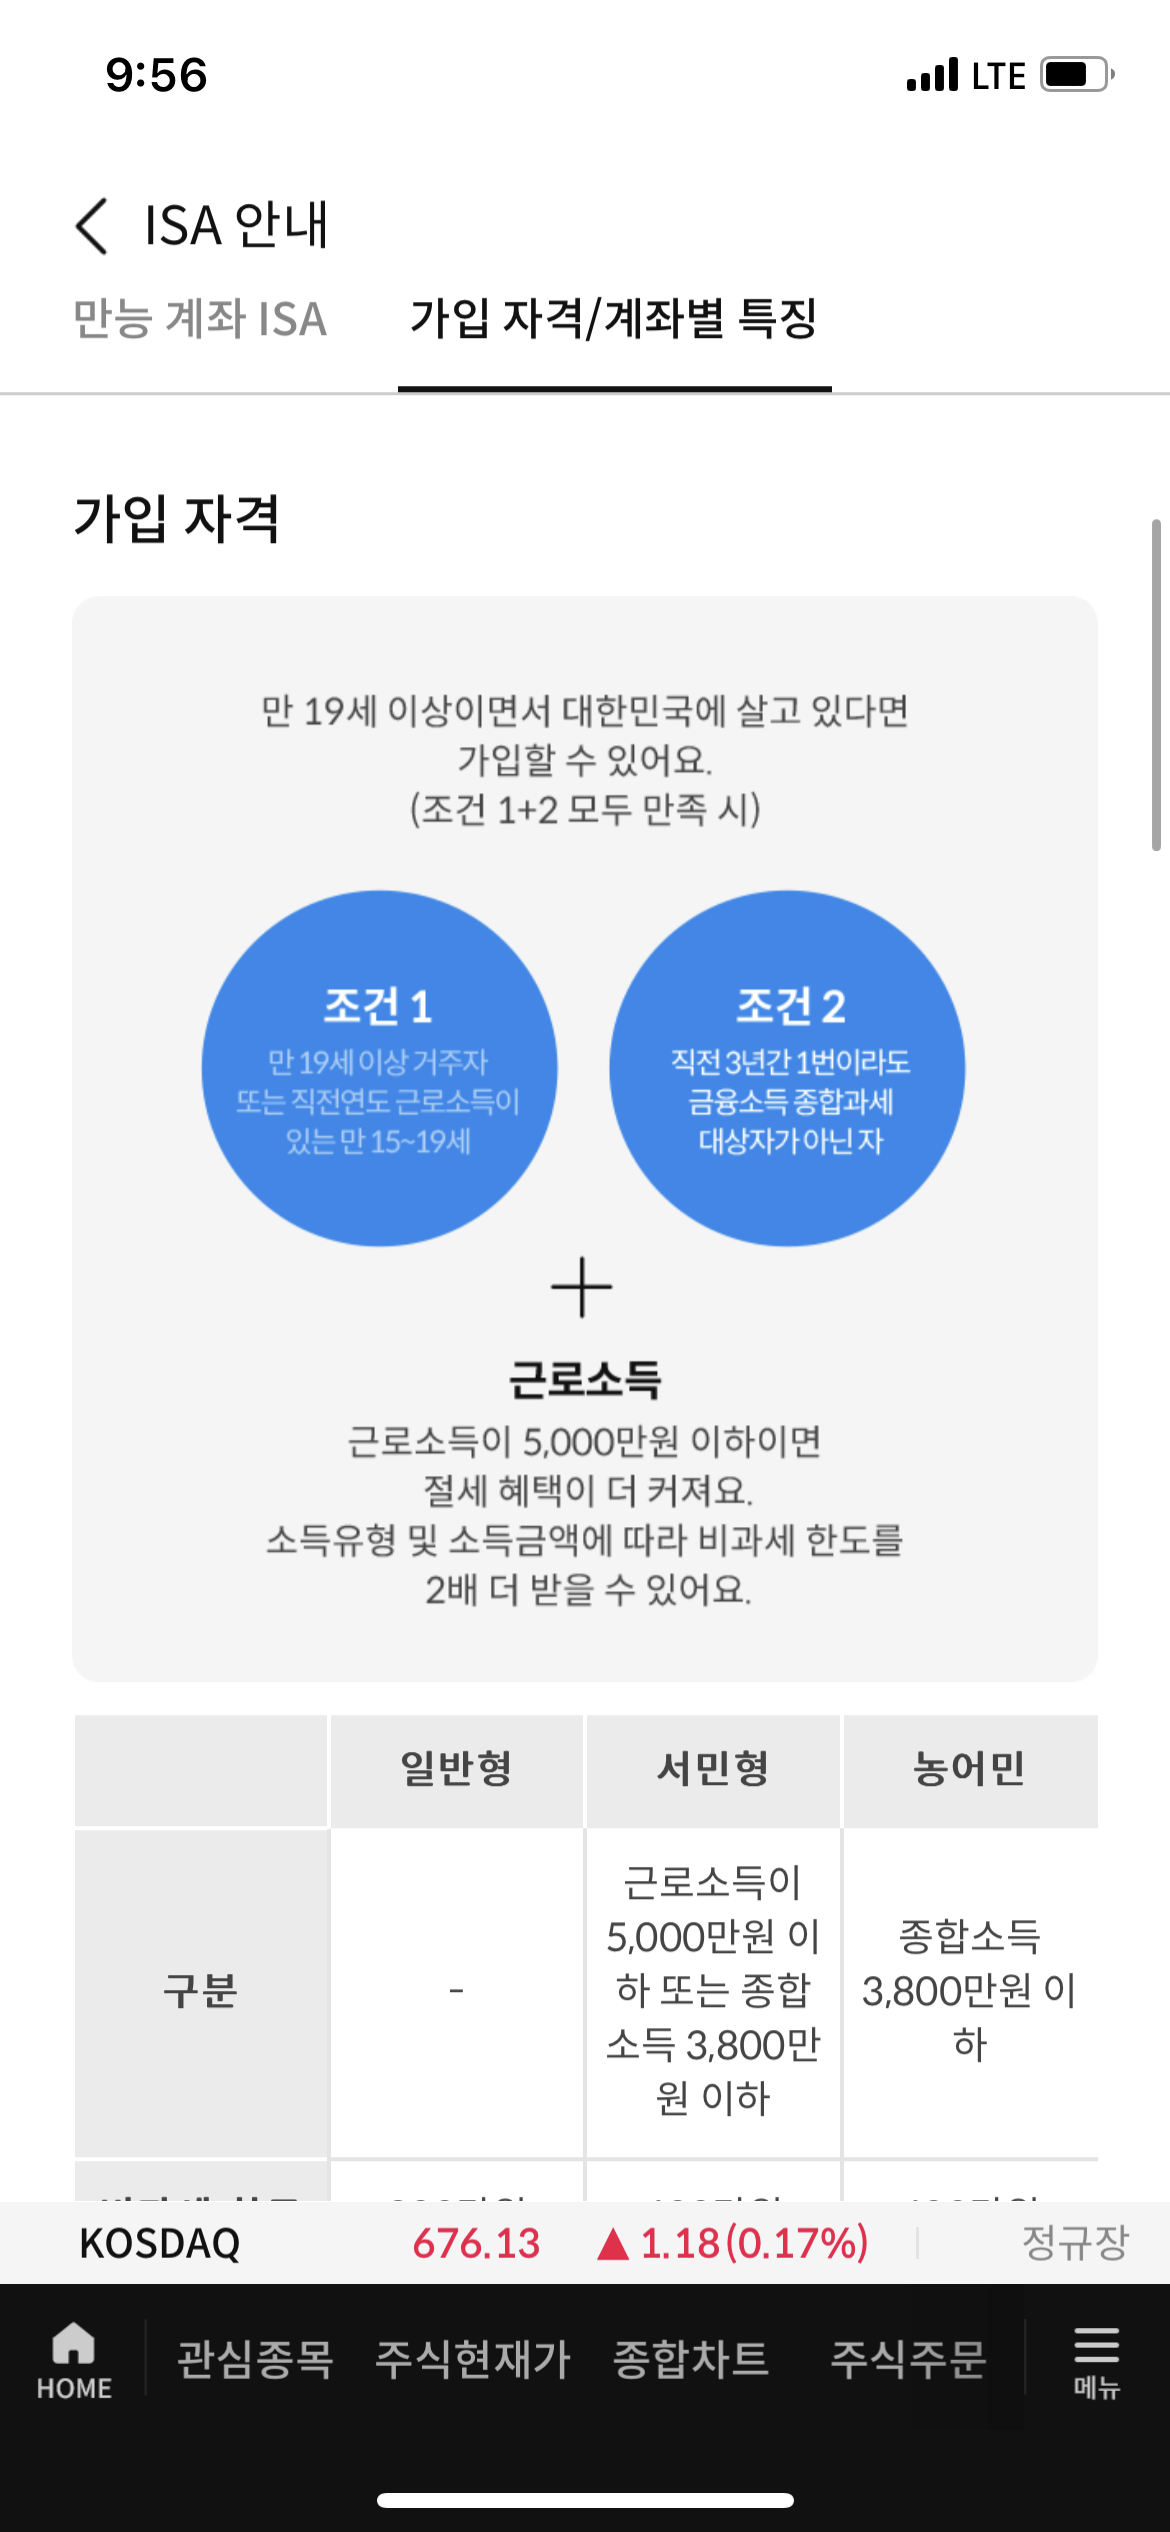 9:56
LTE
ISA 안내
만능 계좌 ISA
가입 자격/계좌별 특징
가입 자격
만 19세 이상이면서 대한민국에 살고 있다면
가입할 수 있어요.
(조건 1+2 모두 만족 시)
조건 1
만 19세 이상 거주자
또는 직전연도 근로소득이
있는 만 15~19세
조건 2
직전 3년간 1번이라도
금융소득 종합과세
대상자가 아닌 자
근로소득
근로소득이 5,000만원 이하이면
절세 혜택이 더 커져요.
소득유형 및 소득금액에 따라 비과세 한도를
2배 더 받을 수 있어요.
일반형
서민형
농어민
구분
-
근로소득이
5,000만원 이
하 또는 종합
소득 3,800만
원 이하
종합소득
3,800만원 이
하
KOSDAQ
676.13
▲ 1.18(0.17%)
정규장
HOME
관심종목
주식현재가
종합차트
주식주문
메뉴